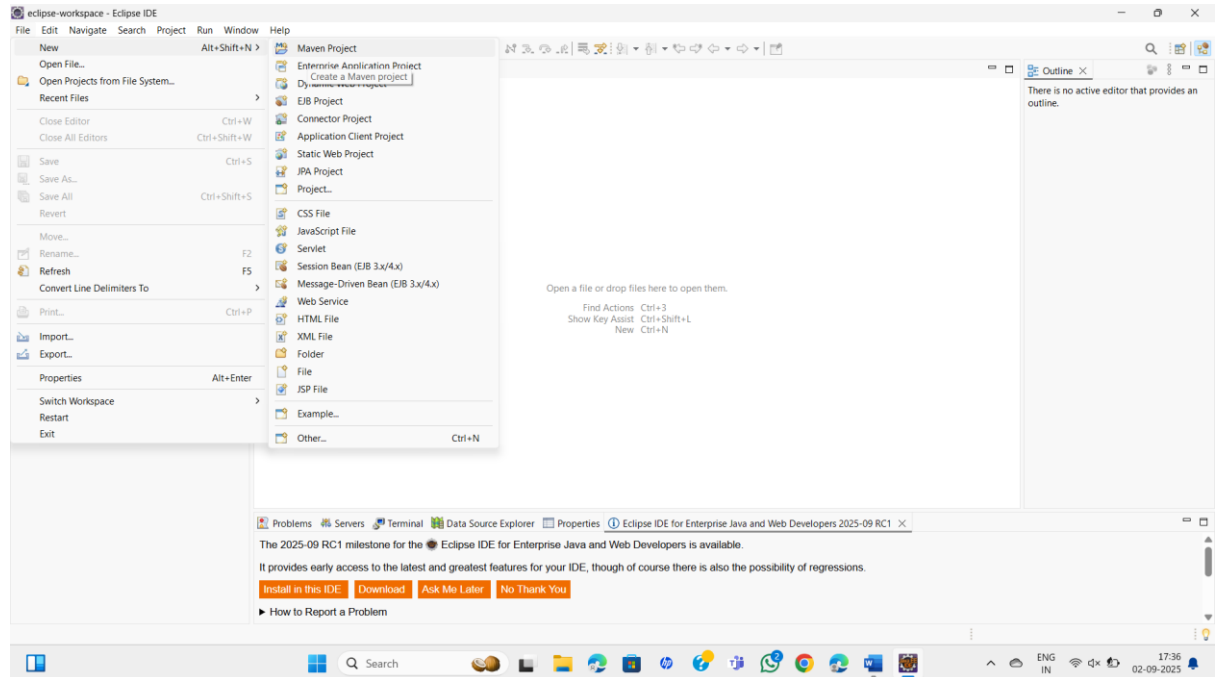 eclipse-workspace - Eclipse IDE
File Edit Navigate Search Project Run Window Help
New Alt+Shift+N >
Open File...
Open Projects from File System...
Recent Files >
Close Editor Ctrl+W
Close All Editors Ctrl+Shift+W
Save Ctrl+S
Save As...
Save All Ctrl+Shift+S
Revert
Move...
Rename... F2
Refresh F5
Convert Line Delimiters To >
Print... Ctrl+P
Import...
Export...
Properties Alt+Enter
Switch Workspace >
Restart
Exit
Maven Project
Enterprise Application Project
Create a Maven project
Dynamic Web Project
EJB Project
Connector Project
Application Client Project
Static Web Project
JPA Project
Project...
CSS File
JavaScript File
Servlet
Session Bean (EJB 3.x/4.x)
Message-Driven Bean (EJB 3.x/4.x)
Web Service
HTML File
XML File
Folder
File
JSP File
Example...
Other... Ctrl+N
Open a file or drop files here to open them.
Find Actions Ctrl+3
Show Key Assist Ctrl+Shift+L
New Ctrl+N
Outline
There is no active editor that provides an
outline.
Problems Servers Terminal Data Source Explorer Properties Eclipse IDE for Enterprise Java and Web Developers 2025-09 RC1
The 2025-09 RC1 milestone for the Eclipse IDE for Enterprise Java and Web Developers is available.
It provides early access to the latest and greatest features for your IDE, though of course there is also the possibility of regressions.
Install in this IDE Download Ask Me Later No Thank You
How to Report a Problem
Search
2
ENG
IN
17:36
02-09-2025